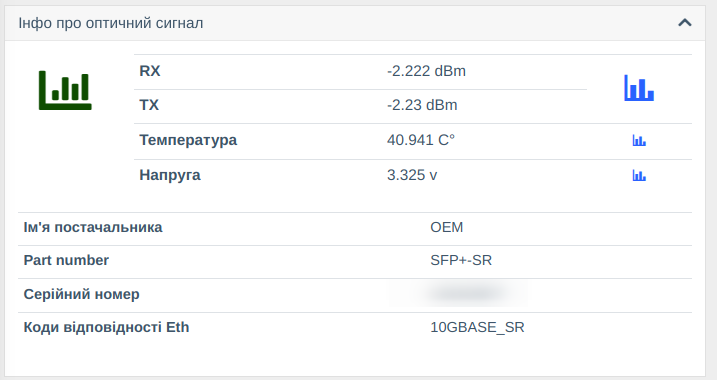 Інфо про оптичний сигнал
RX -2.222 dBm
TX -2.23 dBm
Температура 40.941 C°
Напруга 3.325 v
Ім'я постачальника OEM
Part number SFP+-SR
Серійний номер
Коди відповідності Eth 10GBASE_SR